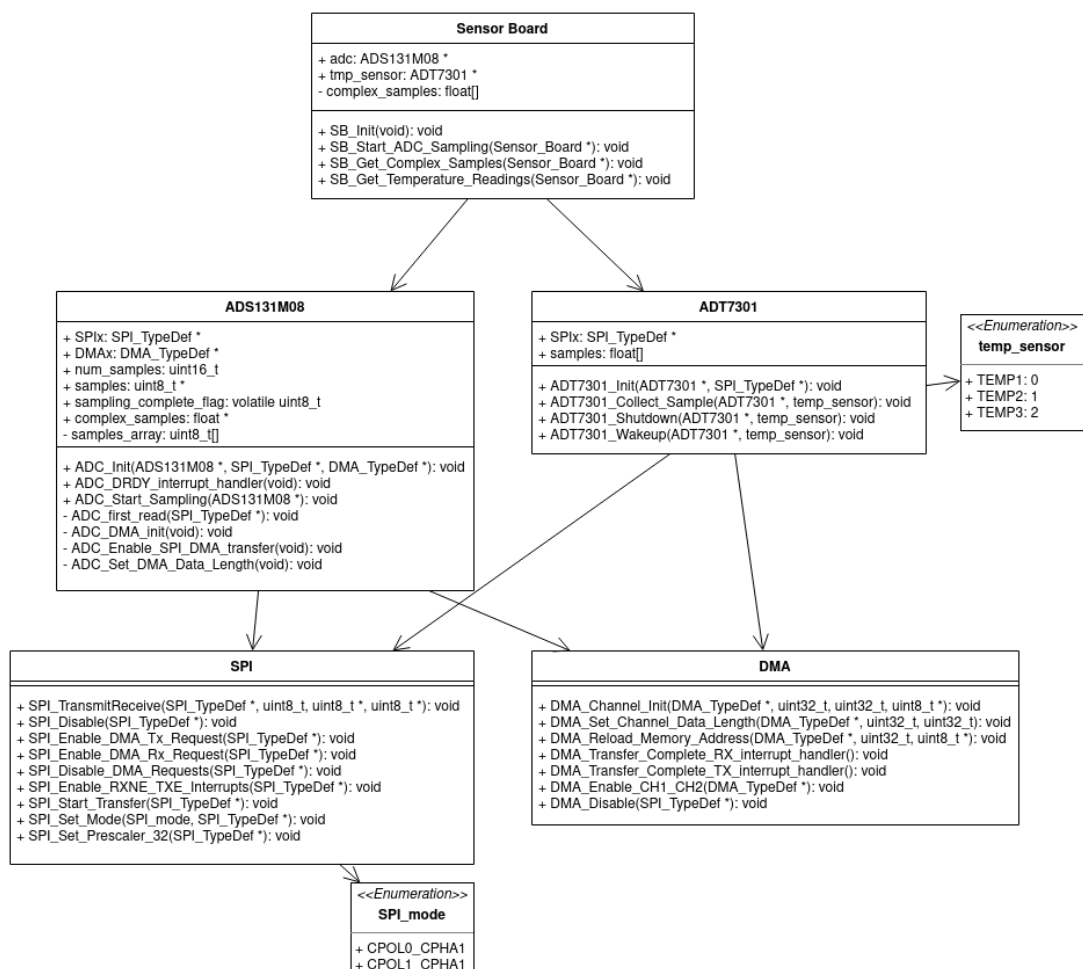 Sensor Board
+ adc: ADS131M08 *
+ tmp_sensor: ADT7301 *
- complex_samples: float[]
+ SB_Init(void): void
+ SB_Start_ADC_Sampling(Sensor_Board *): void
+ SB_Get_Complex_Samples(Sensor_Board *): void
+ SB_Get_Temperature_Readings(Sensor_Board *): void
ADS131M08
+ SPIx: SPI_TypeDef *
+ DMAx: DMA_TypeDef *
+ num_samples: uint16_t
+ samples: uint8_t *
+ sampling_complete_flag: volatile uint8_t
+ complex_samples: float *
- samples_array: uint8_t[]
+ ADC_Init(ADS131M08 *, SPI_TypeDef *, DMA_TypeDef *): void
+ ADC_DRDY_interrupt_handler(void): void
+ ADC_Start_Sampling(ADS131M08 *): void
- ADC_first_read(SPI_TypeDef *): void
- ADC_DMA_init(void): void
- ADC_Enable_SPI_DMA_transfer(void): void
- ADC_Set_DMA_Data_Length(void): void
ADT7301
+ SPIx: SPI_TypeDef *
+ samples: float[]
+ ADT7301_Init(ADT7301 *, SPI_TypeDef *): void
+ ADT7301_Collect_Sample(ADT7301 *, temp_sensor): void
+ ADT7301_Shutdown(ADT7301 *, temp_sensor): void
+ ADT7301_Wakeup(ADT7301 *, temp_sensor): void
<<Enumeration>>
temp_sensor
+ TEMP1: 0
+ TEMP2: 1
+ TEMP3: 2
SPI
+ SPI_TransmitReceive(SPI_TypeDef *, uint8_t, uint8_t *, uint8_t *): void
+ SPI_Disable(SPI_TypeDef *): void
+ SPI_Enable_DMA_Tx_Request(SPI_TypeDef *): void
+ SPI_Enable_DMA_Rx_Request(SPI_TypeDef *): void
+ SPI_Disable_DMA_Requests(SPI_TypeDef *): void
+ SPI_Enable_RXNE_TXE_Interrupts(SPI_TypeDef *): void
+ SPI_Start_Transfer(SPI_TypeDef *): void
+ SPI_Set_Mode(SPI_mode, SPI_TypeDef *): void
+ SPI_Set_Prescaler_32(SPI_TypeDef *): void
DMA
+ DMA_Channel_Init(DMA_TypeDef *, uint32_t, uint32_t, uint8_t *): void
+ DMA_Set_Channel_Data_Length(DMA_TypeDef *, uint32_t, uint32_t): void
+ DMA_Reload_Memory_Address(DMA_TypeDef *, uint32_t, uint8_t *): void
+ DMA_Transfer_Complete_RX_interrupt_handler(): void
+ DMA_Transfer_Complete_TX_interrupt_handler(): void
+ DMA_Enable_CH1_CH2(DMA_TypeDef *): void
+ DMA_Disable(SPI_TypeDef *): void
<<Enumeration>>
SPI_mode
+ CPOL0_CPHA1
+ CPOL1_CPHA1